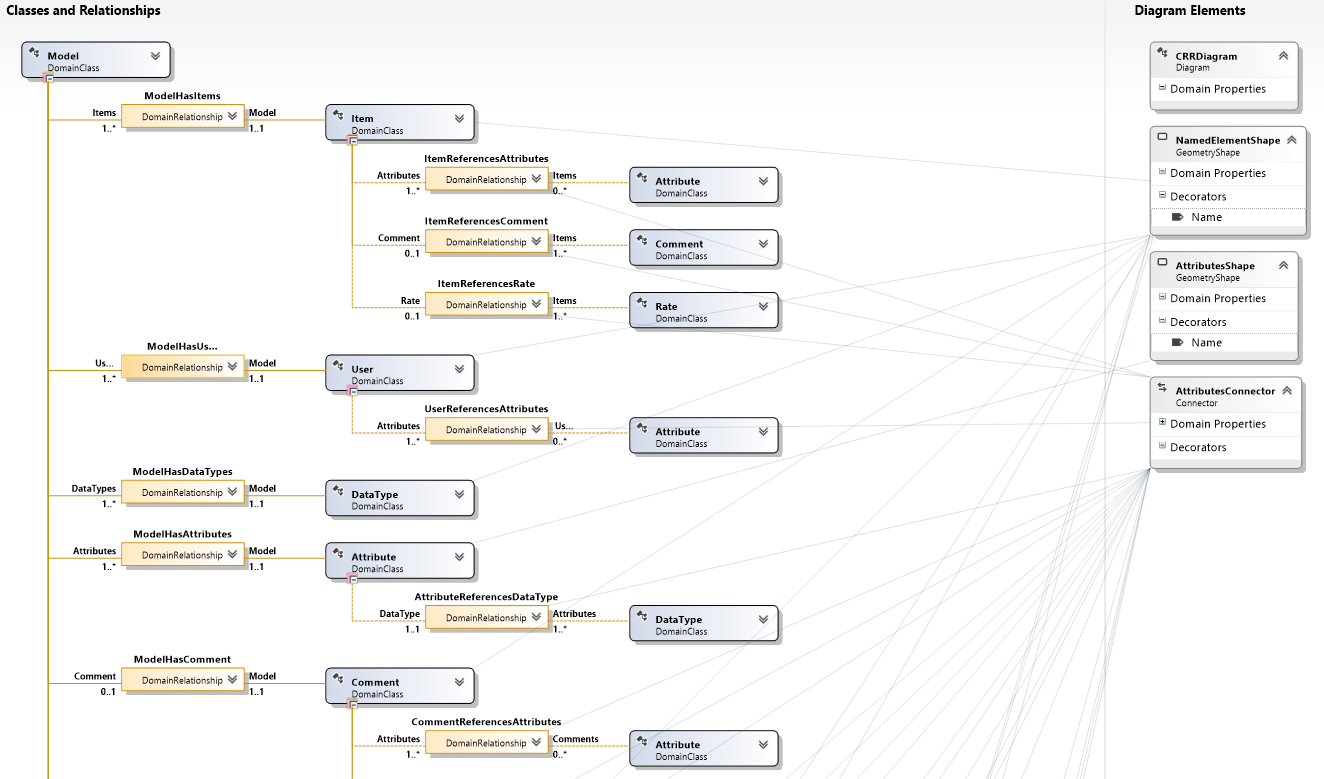 Classes and Relationships
Diagram Elements
Model
DomainClass
ModelHasItems
Items
DomainRelationship
Model
1..*
1..1
Item
DomainClass
ItemReferencesAttributes
Attributes
DomainRelationship
Items
1..*
0..*
Attribute
DomainClass
ItemReferencesComment
Comment
DomainRelationship
Items
0..1
1..*
Comment
DomainClass
ItemReferencesRate
Rate
DomainRelationship
Items
0..1
1..*
Rate
DomainClass
ModelHasUs...
Us...
DomainRelationship
Model
1..*
1..1
User
DomainClass
UserReferencesAttributes
Attributes
DomainRelationship
Us...
1..*
0..*
Attribute
DomainClass
ModelHasDataTypes
DataTypes
DomainRelationship
Model
1..*
1..1
DataType
DomainClass
ModelHasAttributes
Attributes
DomainRelationship
Model
1..*
1..1
Attribute
DomainClass
AttributeReferencesDataType
DataType
DomainRelationship
Attributes
1..1
1..*
DataType
DomainClass
ModelHasComment
Comment
DomainRelationship
Model
0..1
1..1
Comment
DomainClass
CommentReferencesAttributes
Attributes
DomainRelationship
Comments
1..*
0..*
Attribute
DomainClass
CRRDiagram
Diagram
Domain Properties
NamedElementShape
GeometryShape
Domain Properties
Decorators
Name
AttributesShape
GeometryShape
Domain Properties
Decorators
Name
AttributesConnector
Connector
Domain Properties
Decorators